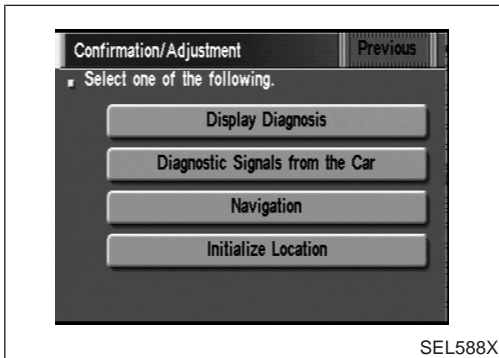 Confirmation/Adjustment Previous
Select one of the following.
Display Diagnosis
Diagnostic Signals from the Car
Navigation
Initialize Location
SEL588X